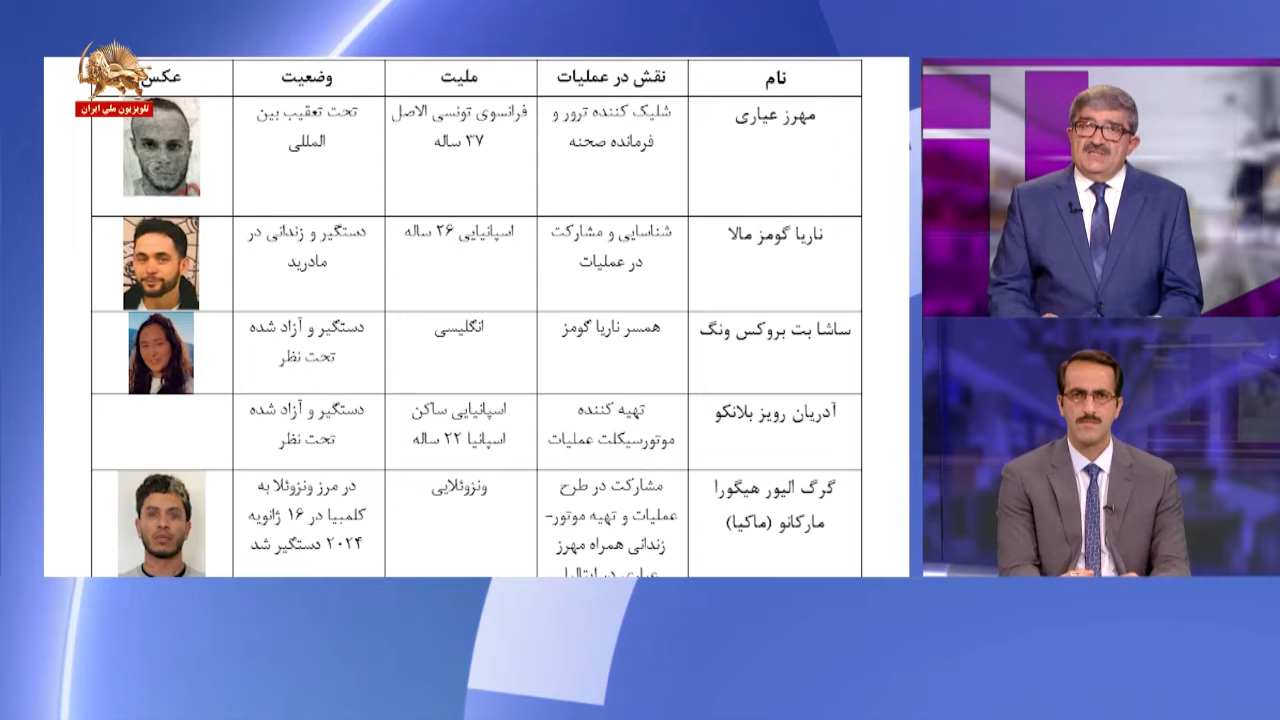 تلویزیون ملی ایران
نام	نقش در عملیات	ملیت	وضعیت	عکس
مهرز عیاری	شلیک کننده ترور و	فرانسوی تونسی الاصل	تحت تعقیب بین
فرمانده صحنه	۳۷ ساله	المللی
ناریا گومز مالا	شناسایی و مشارکت	اسپانیایی ۲۶ ساله	دستگیر و زندانی در
در عملیات	مادرید
ساشا بت بروکس ونگ	همسر ناریا گومز	انگلیسی	دستگیر و آزاد شده
تحت نظر
آدریان رویز بلانکو	تهیه کننده	اسپانیایی ساکن	دستگیر و آزاد شده
موتورسیکلت عملیات	اسپانیا ۲۲ ساله	تحت نظر
گرگ الیور هیگورا	مشارکت در طرح	ونزوئلایی	در مرز ونزوئلا به
مارکانو (ماکیا)	عملیات و تهیه موتور-	کلمبیا در ۱۶ ژانویه
زندانی همراه مهرز	۲۰۲۴ دستگیر شد
عیاری در ایتالیا